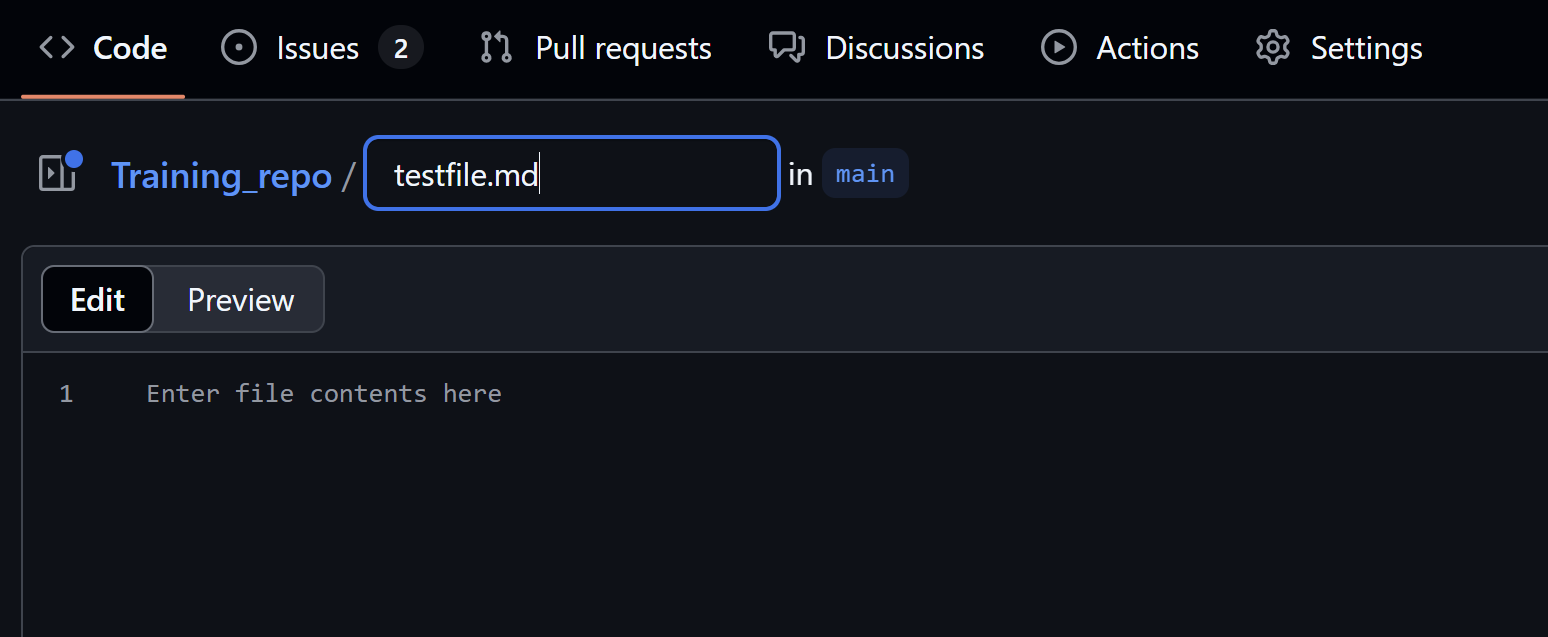 Code Issues 2 Pull requests Discussions Actions Settings
Training_repo / testfile.md in main
Edit Preview
1 Enter file contents here